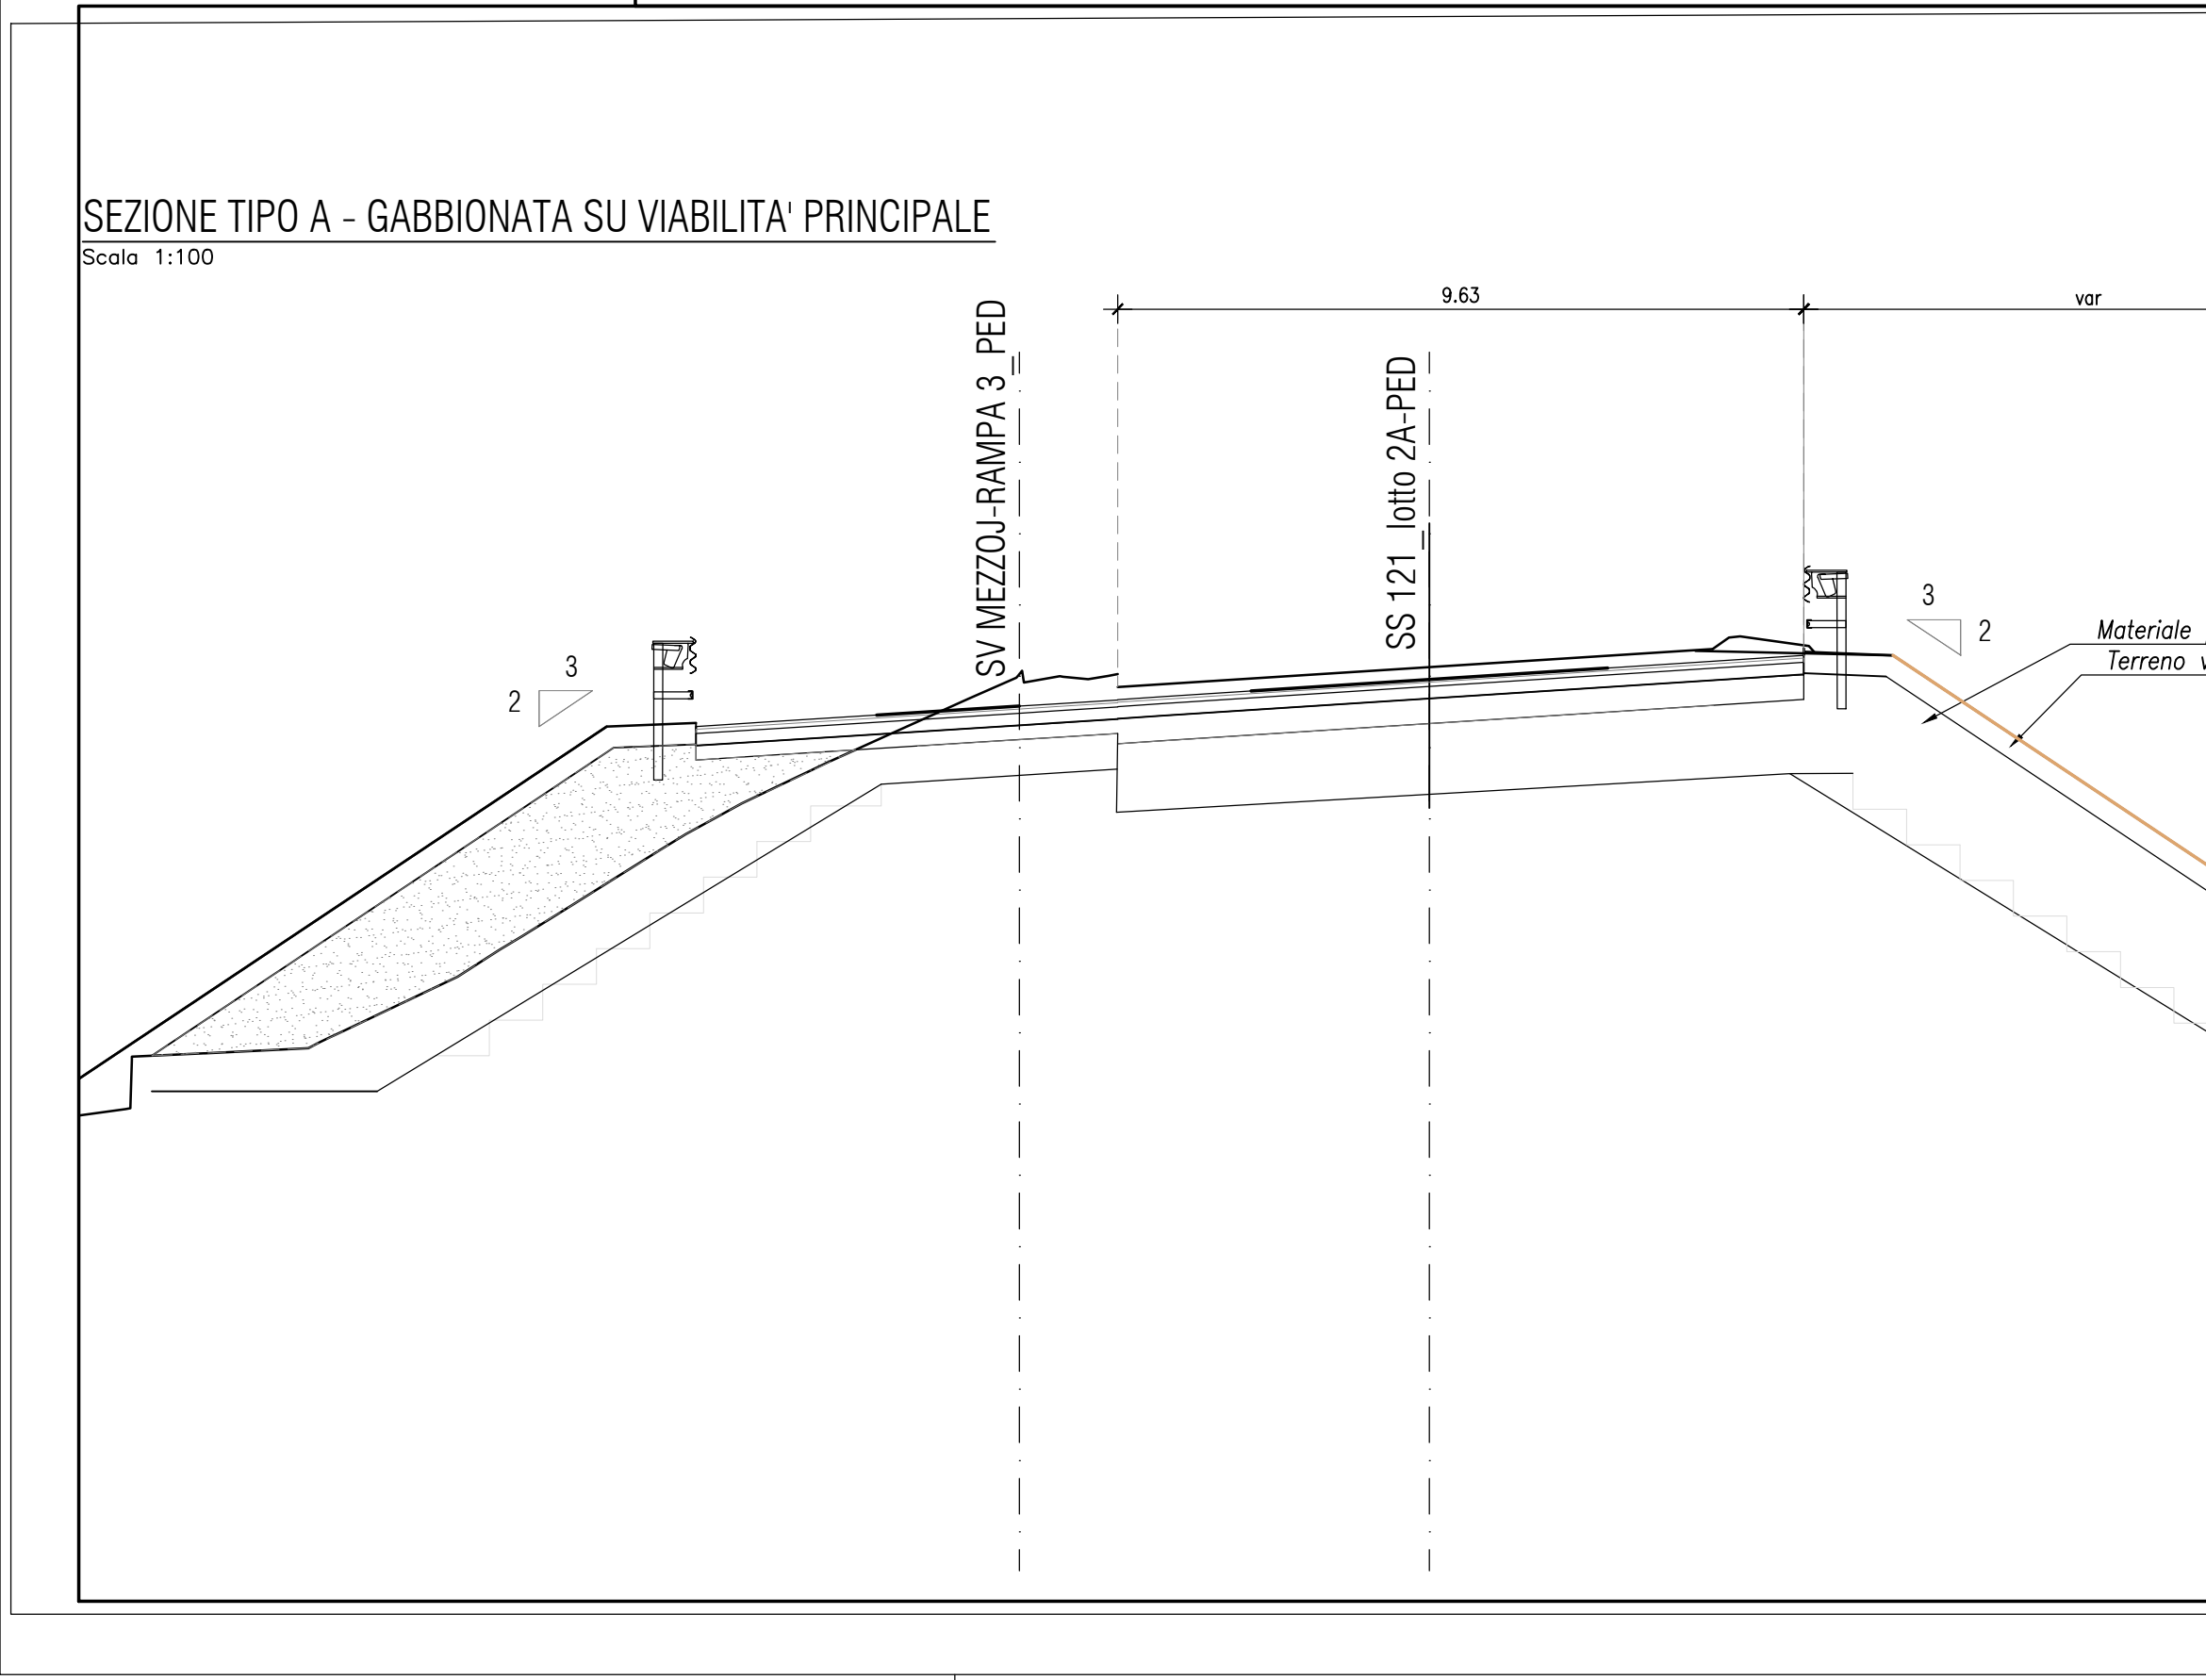 SEZIONE TIPO A - GABBIONATA SU VIABILITA' PRINCIPALE
Scala 1:100
9.63
var
SV MEZZOJ-RAMPA 3_PED
SS 121_lotto 2A-PED
3
2
3
2
Materiale
Terreno